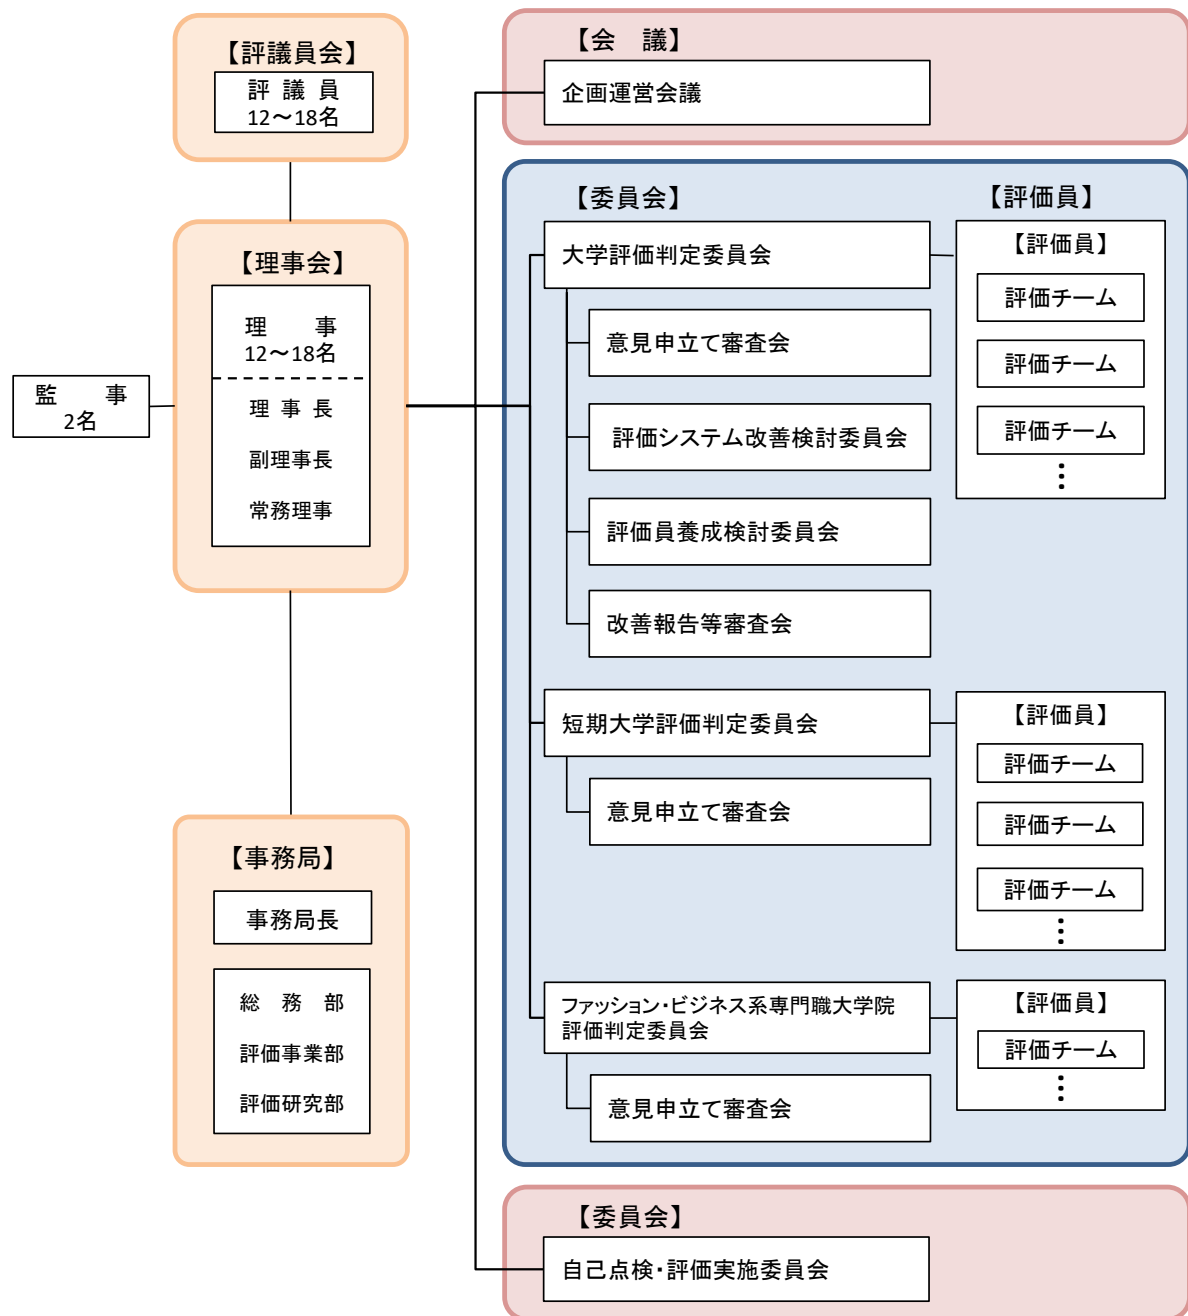 【評議員会】
評 議 員
12～18名
【理事会】
理　　事
12～18名
理 事 長
副理事長
常務理事
監　　事
2名
【事務局】
事務局長
総　務　部
評価事業部
評価研究部
【会　議】
企画運営会議
【委員会】
大学評価判定委員会
意見申立て審査会
評価システム改善検討委員会
評価員養成検討委員会
改善報告等審査会
【評価員】
【評価員】
評価チーム
評価チーム
評価チーム
⋮
短期大学評価判定委員会
意見申立て審査会
【評価員】
評価チーム
評価チーム
評価チーム
⋮
ファッション・ビジネス系専門職大学院
評価判定委員会
意見申立て審査会
【評価員】
評価チーム
⋮
【委員会】
自己点検・評価実施委員会